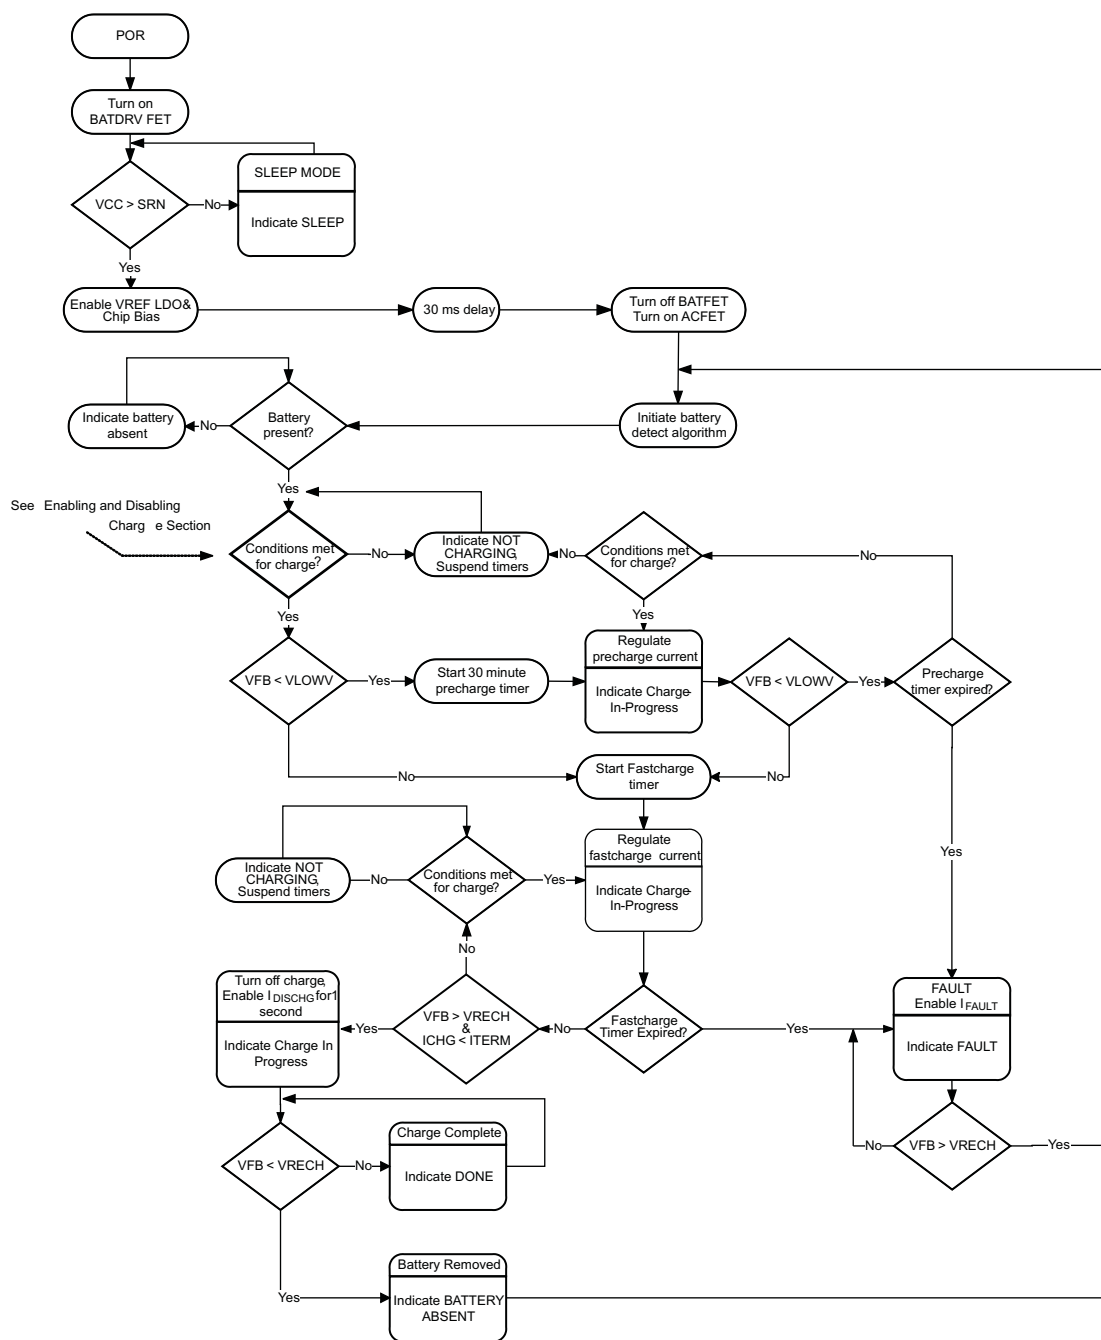 POR
Turn on
BATDRV FET
SLEEP MODE
VCC > SRN
No
Indicate SLEEP
Yes
Enable VREF LDO&
Chip Bias
30 ms delay
Turn off BATFET
Turn on ACFET
Indicate battery
absent
No
Battery
present?
Initiate battery
detect algorithm
Yes
See Enabling and Disabling
Charg e Section
Conditions met
for charge?
No
Indicate NOT
CHARGING,
Suspend timers
No
Conditions met
for charge?
No
Yes
Yes
VFB < VLOWV
Yes
Start 30 minute
precharge timer
Regulate
precharge current
Indicate Charge-
In-Progress
VFB < VLOWV
Yes
Precharge
timer expired?
No
Start Fastcharge
timer
No
Indicate NOT
CHARGING,
Suspend timers
No
Conditions met
for charge?
Yes
Regulate
fastcharge current
Indicate Charge-
In-Progress
Yes
No
Turn off charge,
Enable IDISCHG for1
second
Indicate Charge In
Progress
Yes
VFB > VRECH
&
ICHG < ITERM
No
Fastcharge
Timer Expired?
Yes
FAULT
Enable IFAULT
Indicate FAULT
VFB < VRECH
No
Charge Complete
Indicate DONE
No
VFB > VRECH
Yes
Yes
Battery Removed
Indicate BATTERY
ABSENT